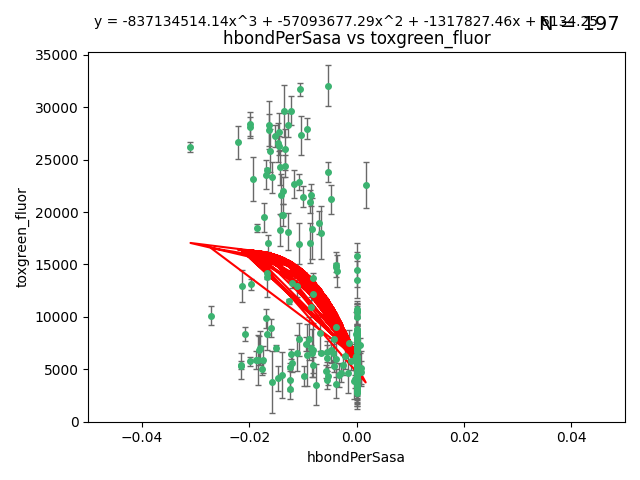 y = -837134514.14x^3 + -57093677.29x^2 + -1317827.46x + 6134.25
N = 197
hbondPerSasa vs toxgreen_fluor
35000
30000
25000
20000
15000
10000
5000
0
toxgreen_fluor
−0.04
−0.02
0.00
0.02
0.04
hbondPerSasa